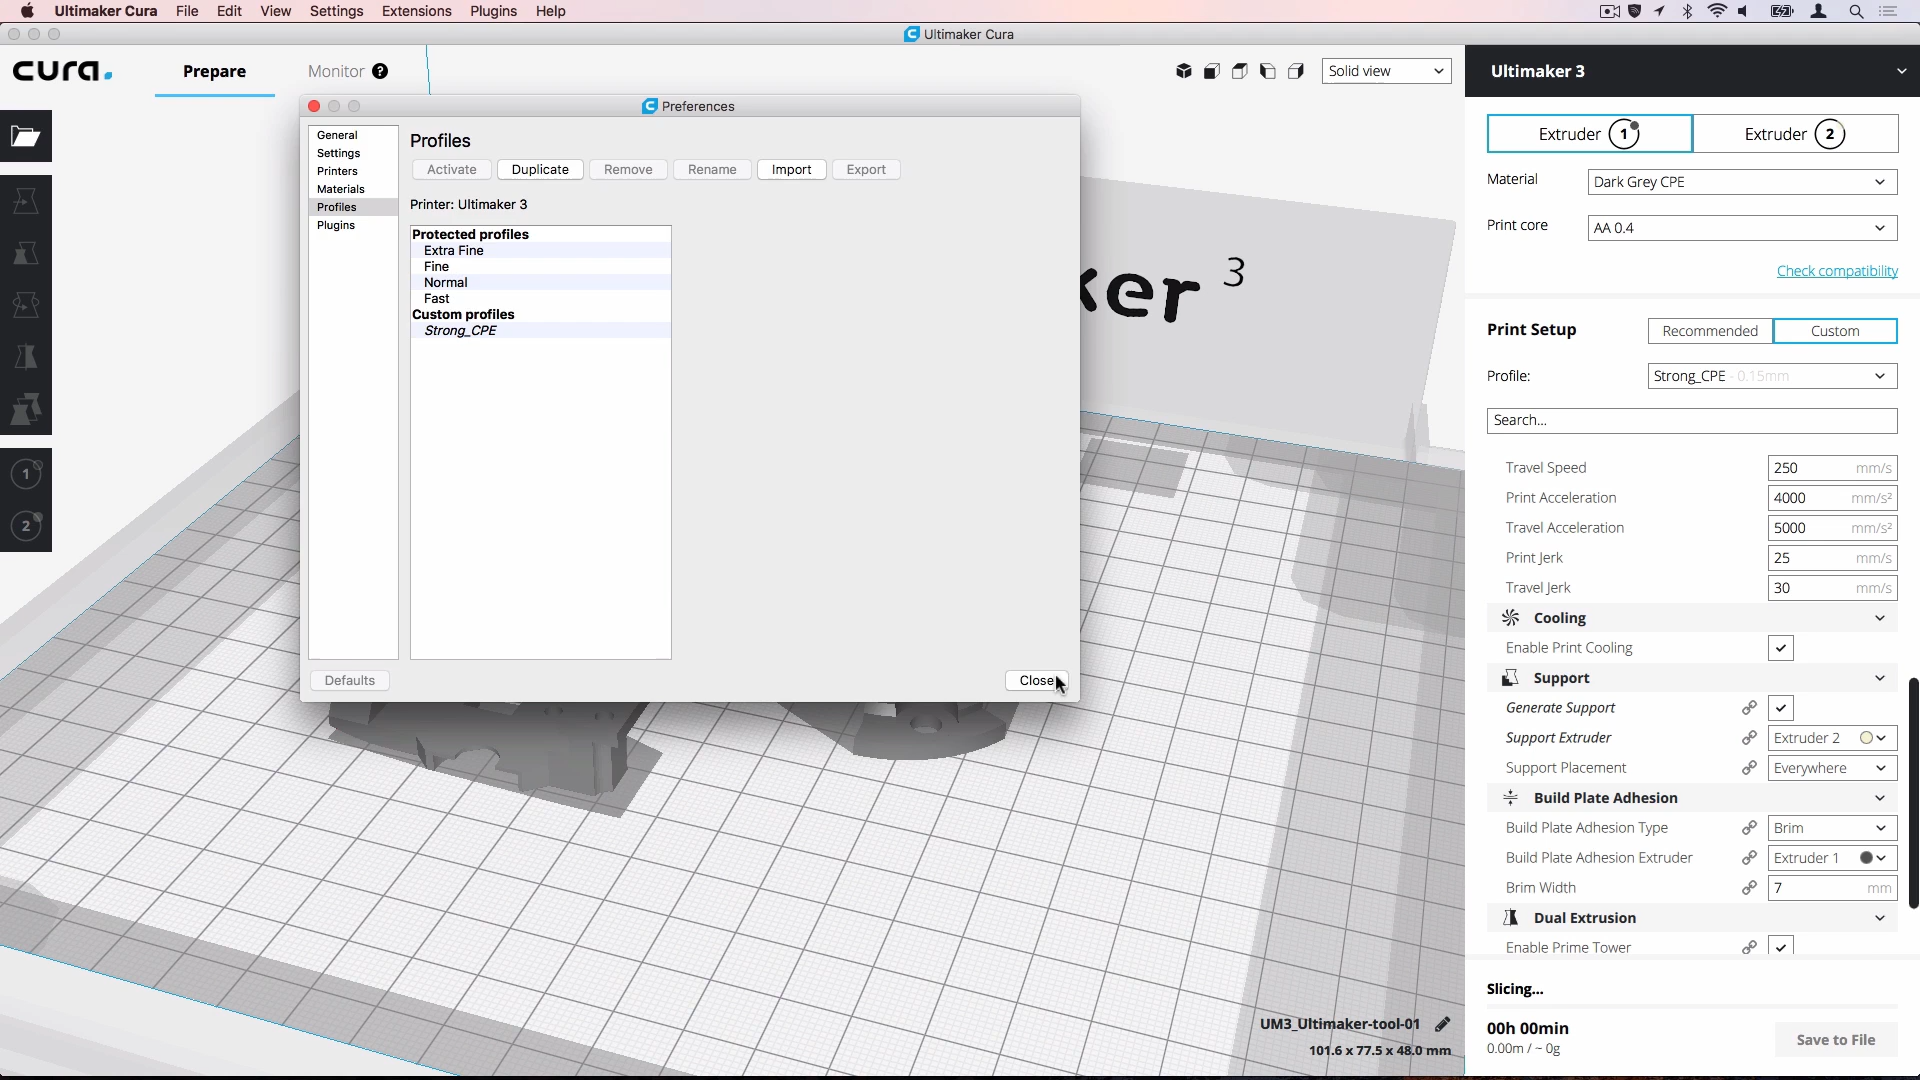 Ultimaker Cura File Edit View Settings Extensions Plugins Help
Ultimaker Cura
cura.
Prepare
Monitor ?
Solid view
Ultimaker 3
Preferences
General
Settings
Printers
Materials
Profiles
Plugins
Profiles
Activate Duplicate Remove Rename Import Export
Printer: Ultimaker 3
Protected profiles
Extra Fine
Fine
Normal
Fast
Custom profiles
Strong_CPE
Defaults
Close
ker 3
1
2
UM3_Ultimaker-tool-01
101.6 x 77.5 x 48.0 mm
Extruder 1
Extruder 2
Material Dark Grey CPE
Print core AA 0.4
Check compatibility
Print Setup Recommended Custom
Profile: Strong_CPE - 0.15mm
Search...
Travel Speed 250 mm/s
Print Acceleration 4000 mm/s²
Travel Acceleration 5000 mm/s²
Print Jerk 25 mm/s
Travel Jerk 30 mm/s
Cooling
Enable Print Cooling
Support
Generate Support
Support Extruder Extruder 2
Support Placement Everywhere
Build Plate Adhesion
Build Plate Adhesion Type Brim
Build Plate Adhesion Extruder Extruder 1
Brim Width 7 mm
Dual Extrusion
Enable Prime Tower
Slicing...
00h 00min
0.00m / ~ 0g
Save to File